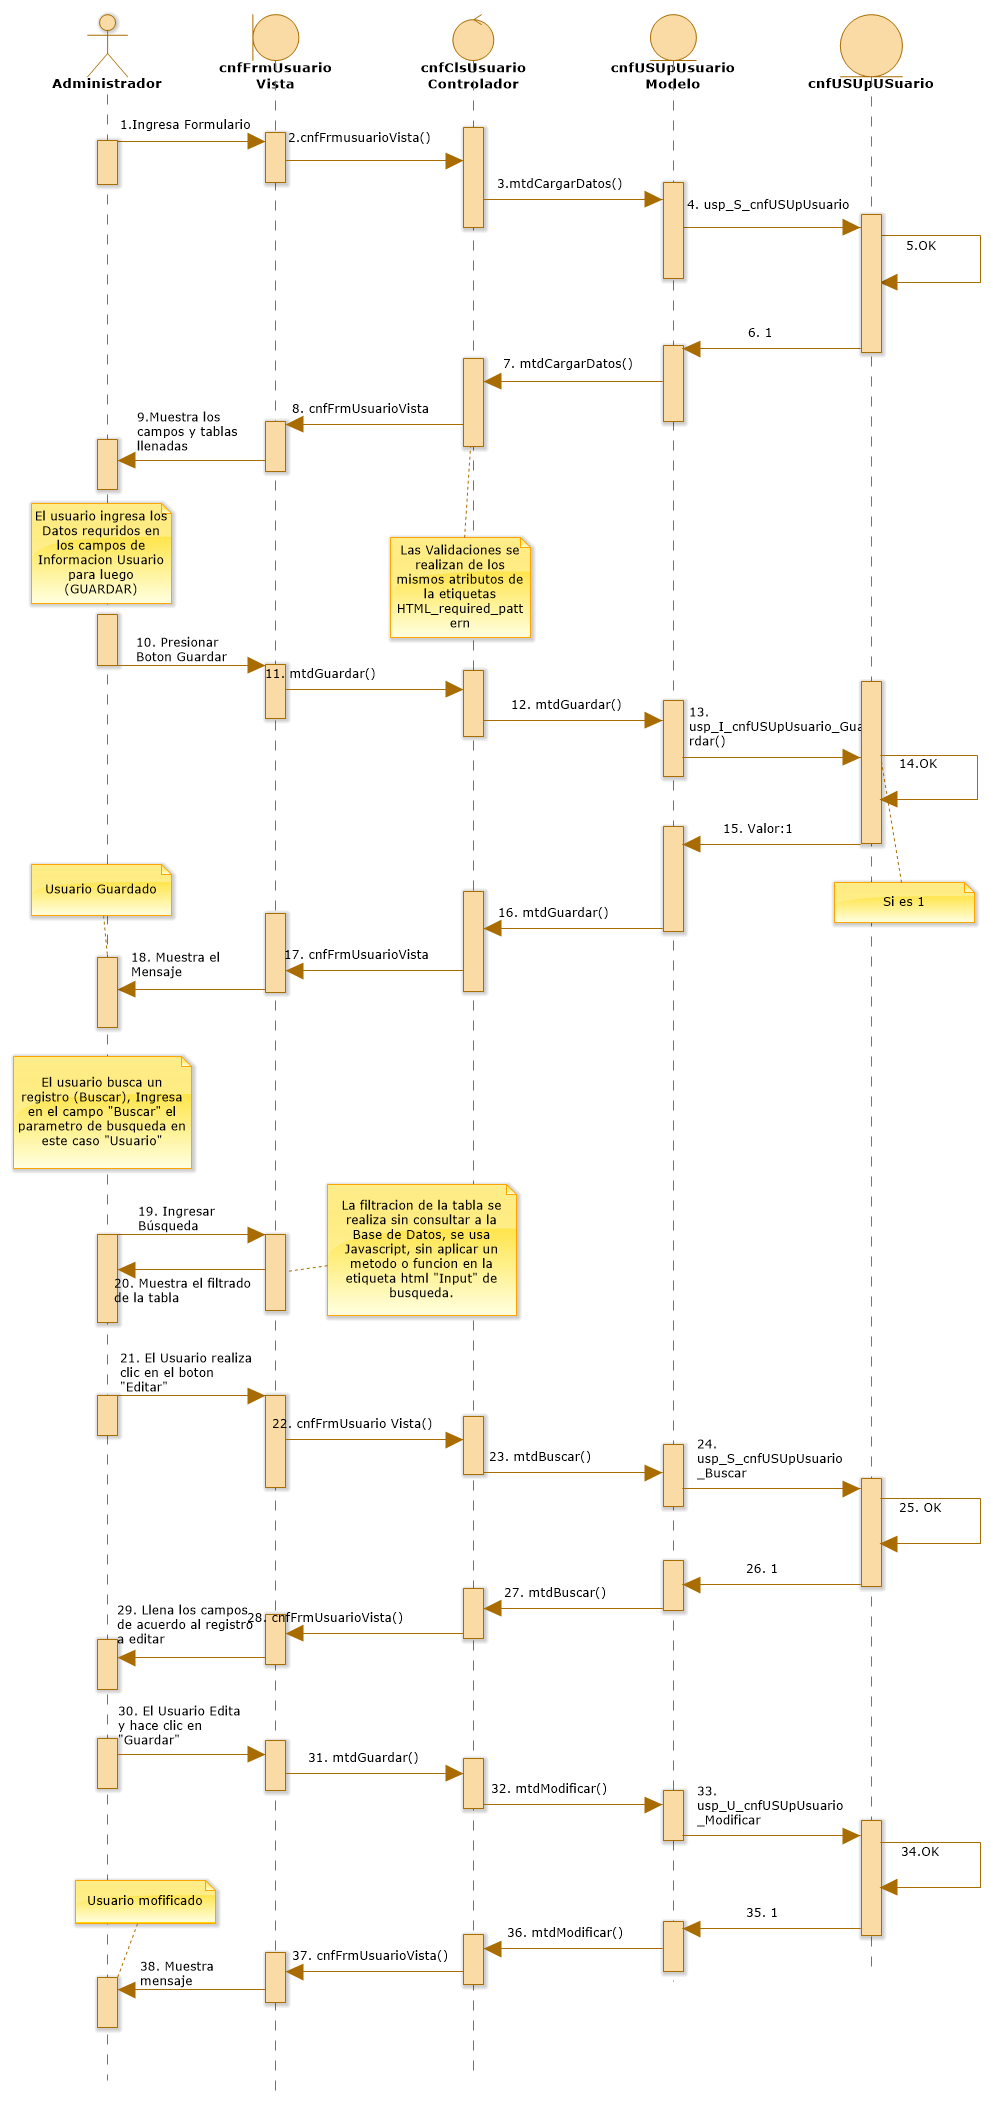 Administrador
cnfFrmUsuario
Vista
cnfClsUsuario
Controlador
cnfUSUpUsuario
Modelo
cnfUSUpUSuario
1.Ingresa Formulario
2.cnfFrmusuarioVista()
3.mtdCargarDatos()
4. usp_S_cnfUSUpUsuario
5.OK
6. 1
7. mtdCargarDatos()
8. cnfFrmUsuarioVista
9.Muestra los
campos y tablas
llenadas
El usuario ingresa los
Datos requridos en
los campos de
Informacion Usuario
para luego
(GUARDAR)
Las Validaciones se
realizan de los
mismos atributos de
la etiquetas
HTML_required_patt
ern
10. Presionar
Boton Guardar
11. mtdGuardar()
12. mtdGuardar()
13.
usp_I_cnfUSUpUsuario_Gua
rdar()
14.OK
15. Valor:1
Si es 1
Usuario Guardado
16. mtdGuardar()
17. cnfFrmUsuarioVista
18. Muestra el
Mensaje
El usuario busca un
registro (Buscar), Ingresa
en el campo "Buscar" el
parametro de busqueda en
este caso "Usuario"
19. Ingresar
Búsqueda
La filtracion de la tabla se
realiza sin consultar a la
Base de Datos, se usa
Javascript, sin aplicar un
metodo o funcion en la
etiqueta html "Input" de
busqueda.
20. Muestra el filtrado
de la tabla
21. El Usuario realiza
clic en el boton
"Editar"
22. cnfFrmUsuario Vista()
23. mtdBuscar()
24.
usp_S_cnfUSUpUsuario
_Buscar
25. OK
26. 1
27. mtdBuscar()
28. cnfFrmUsuarioVista()
29. Llena los campos
de acuerdo al registro
a editar
30. El Usuario Edita
y hace clic en
"Guardar"
31. mtdGuardar()
32. mtdModificar()
33.
usp_U_cnfUSUpUsuario
_Modificar
34.OK
35. 1
Usuario mofificado
36. mtdModificar()
37. cnfFrmUsuarioVista()
38. Muestra
mensaje